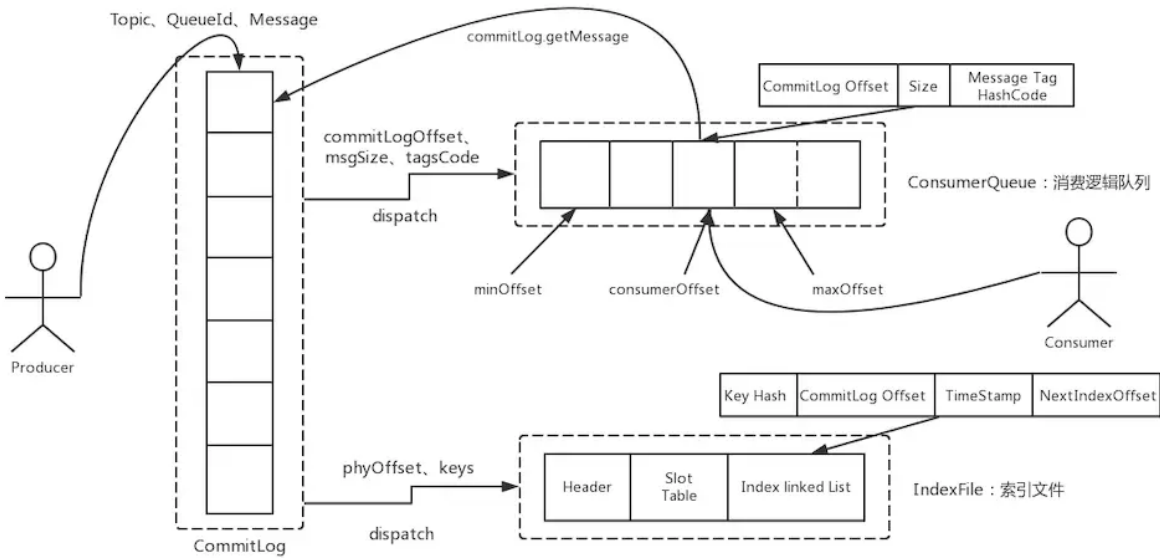 Topic、QueueId、Message
commitLog.getMessage
CommitLog Offset
Size
Message Tag
HashCode
commitLogOffset、
msgSize、tagsCode
dispatch
ConsumerQueue：消费逻辑队列
minOffset
consumerOffset
maxOffset
Producer
Consumer
Key Hash
CommitLog Offset
TimeStamp
NextIndexOffset
phyOffset、keys
dispatch
Header
Slot
Table
Index linked List
IndexFile：索引文件
CommitLog